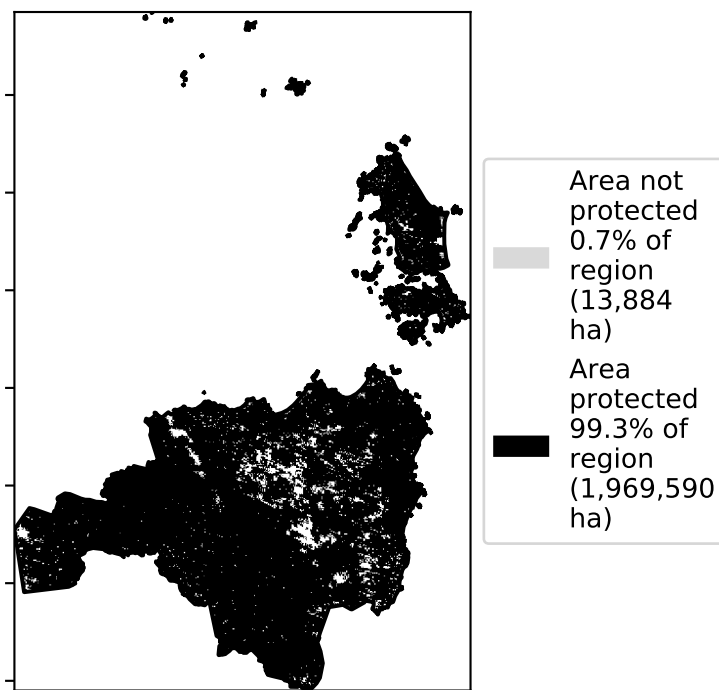 Area not
protected
0.7% of
region
(13,884
ha)
Area
protected
99.3% of
region
(1,969,590
ha)